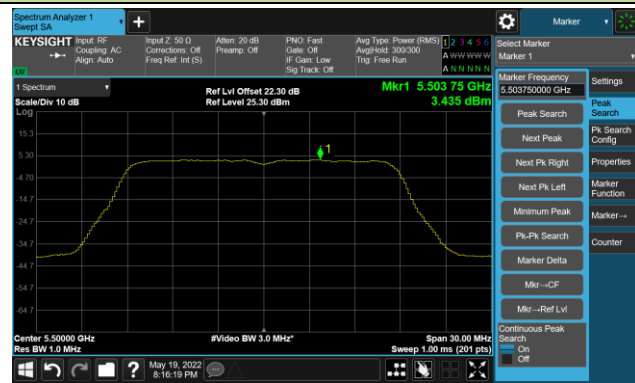 Spectrum Analyzer 1
Swept SA
Marker
KEYSIGHT
Input: RF
Coupling: AC
Align: Auto
Input Z: 50 Ω
Corrections: Off
Freq Ref: Int (S)
Atten: 20 dB
Preamp: Off
PNO: Fast
Gate: Off
IF Gain: Low
Sig Track: Off
Avg Type: Power (RMS)
Avg|Hold: 300/300
Trig: Free Run
1 2 3 4 5 6
A W W W W W
A N N N N N
Select Marker
Marker 1
1 Spectrum
Scale/Div 10 dB
Log
Ref Lvl Offset 22.30 dB
Ref Level 25.30 dBm
Mkr1 5.503 75 GHz
3.435 dBm
15.3
5.30
-4.70
-14.7
-24.7
-34.7
-44.7
-54.7
-64.7
1
Center 5.50000 GHz
Res BW 1.0 MHz
#Video BW 3.0 MHz*
Span 30.00 MHz
Sweep 1.00 ms (201 pts)
Marker Frequency
5.503750000 GHz
Peak Search
Next Peak
Next Pk Right
Next Pk Left
Minimum Peak
Pk-Pk Search
Marker Delta
Mkr→CF
Mkr→Ref Lvl
Continuous Peak
Search
On
Off
Settings
Peak
Search
Pk Search
Config
Properties
Marker
Function
Marker→
Counter
?
May 19, 2022
8:16:19 PM